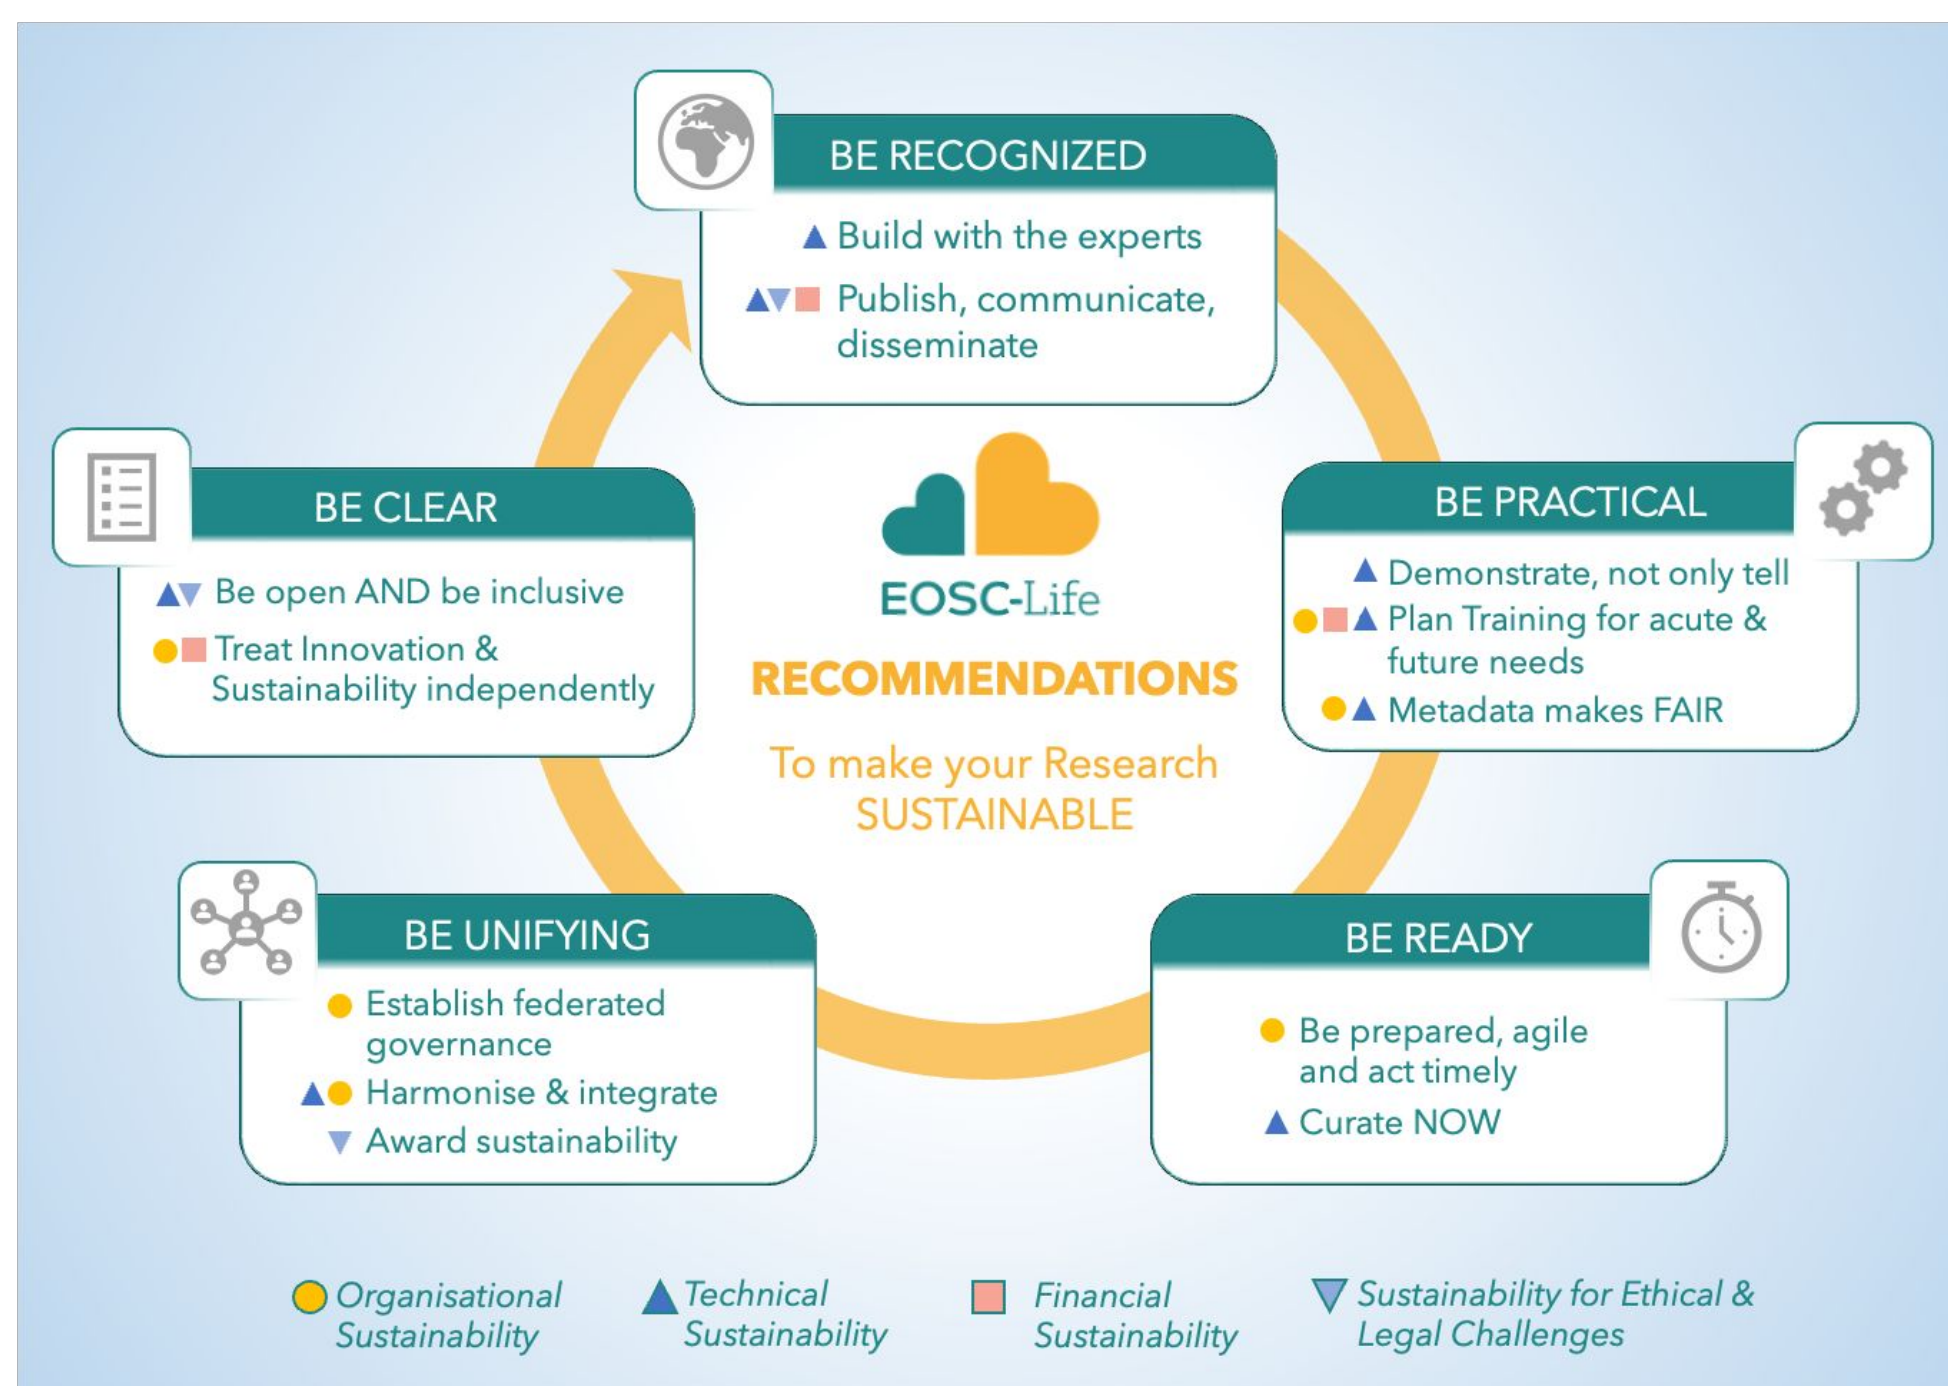 BE RECOGNIZED
Build with the experts
Publish, communicate,
disseminate
BE CLEAR
Be open AND be inclusive
Treat Innovation &
Sustainability independently
EOSC-Life
RECOMMENDATIONS
To make your Research
SUSTAINABLE
BE PRACTICAL
Demonstrate, not only tell
Plan Training for acute &
future needs
Metadata makes FAIR
BE UNIFYING
Establish federated
governance
Harmonise & integrate
Award sustainability
BE READY
Be prepared, agile
and act timely
Curate NOW
Organisational
Sustainability
Technical
Sustainability
Financial
Sustainability
Sustainability for Ethical &
Legal Challenges